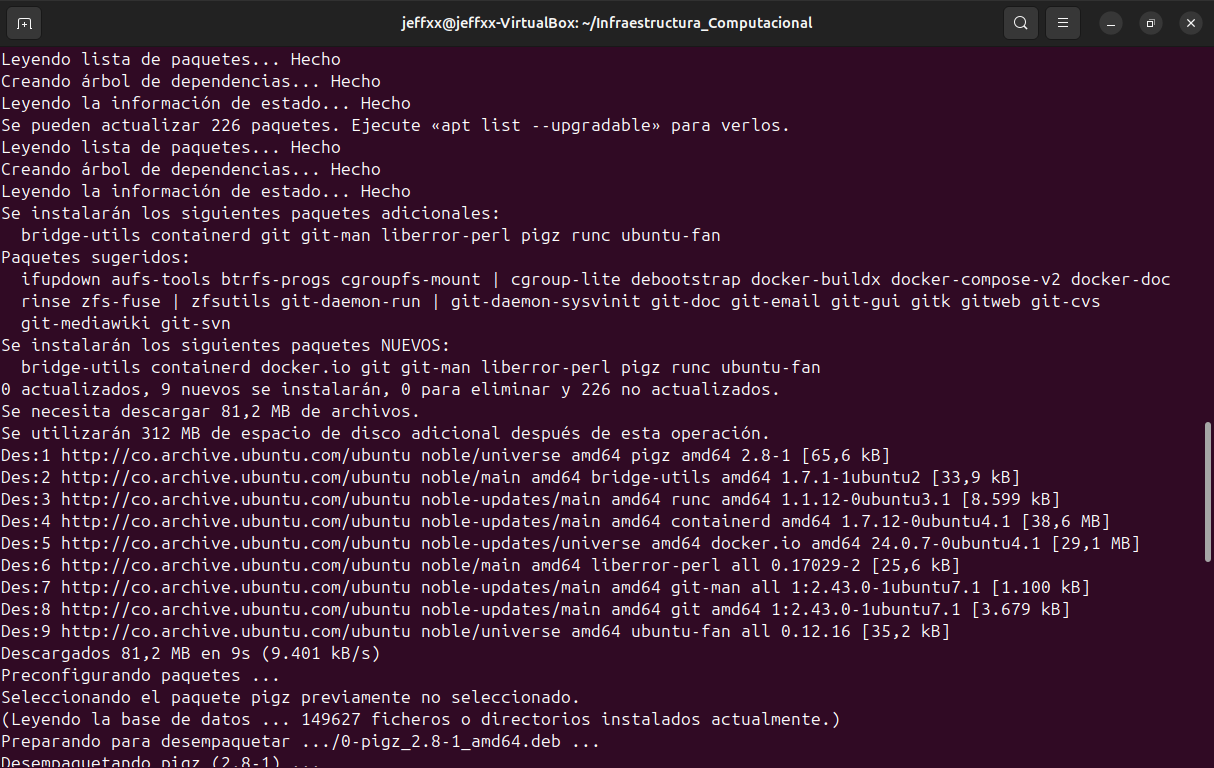 jeffxx@jeffxx-VirtualBox: ~/Infraestructura_Computacional
Leyendo lista de paquetes... Hecho
Creando árbol de dependencias... Hecho
Leyendo la información de estado... Hecho
Se pueden actualizar 226 paquetes. Ejecute «apt list --upgradable» para verlos.
Leyendo lista de paquetes... Hecho
Creando árbol de dependencias... Hecho
Leyendo la información de estado... Hecho
Se instalarán los siguientes paquetes adicionales:
  bridge-utils containerd git git-man liberror-perl pigz runc ubuntu-fan
Paquetes sugeridos:
  ifupdown aufs-tools btrfs-progs cgroupfs-mount | cgroup-lite debootstrap docker-buildx docker-compose-v2 docker-doc
  rinse zfs-fuse | zfsutils git-daemon-run | git-daemon-sysvinit git-doc git-email git-gui gitk gitweb git-cvs
  git-mediawiki git-svn
Se instalarán los siguientes paquetes NUEVOS:
  bridge-utils containerd docker.io git git-man liberror-perl pigz runc ubuntu-fan
0 actualizados, 9 nuevos se instalarán, 0 para eliminar y 226 no actualizados.
Se necesita descargar 81,2 MB de archivos.
Se utilizarán 312 MB de espacio de disco adicional después de esta operación.
Des:1 http://co.archive.ubuntu.com/ubuntu noble/universe amd64 pigz amd64 2.8-1 [65,6 kB]
Des:2 http://co.archive.ubuntu.com/ubuntu noble/main amd64 bridge-utils amd64 1.7.1-1ubuntu2 [33,9 kB]
Des:3 http://co.archive.ubuntu.com/ubuntu noble-updates/main amd64 runc amd64 1.1.12-0ubuntu3.1 [8.599 kB]
Des:4 http://co.archive.ubuntu.com/ubuntu noble-updates/main amd64 containerd amd64 1.7.12-0ubuntu4.1 [38,6 MB]
Des:5 http://co.archive.ubuntu.com/ubuntu noble-updates/universe amd64 docker.io amd64 24.0.7-0ubuntu4.1 [29,1 MB]
Des:6 http://co.archive.ubuntu.com/ubuntu noble/main amd64 liberror-perl all 0.17029-2 [25,6 kB]
Des:7 http://co.archive.ubuntu.com/ubuntu noble-updates/main amd64 git-man all 1:2.43.0-1ubuntu7.1 [1.100 kB]
Des:8 http://co.archive.ubuntu.com/ubuntu noble-updates/main amd64 git amd64 1:2.43.0-1ubuntu7.1 [3.679 kB]
Des:9 http://co.archive.ubuntu.com/ubuntu noble/universe amd64 ubuntu-fan all 0.12.16 [35,2 kB]
Descargados 81,2 MB en 9s (9.401 kB/s)
Preconfigurando paquetes ...
Seleccionando el paquete pigz previamente no seleccionado.
(Leyendo la base de datos ... 149627 ficheros o directorios instalados actualmente.)
Preparando para desempaquetar .../0-pigz_2.8-1_amd64.deb ...
Desempaquetando pigz (2.8-1) ...